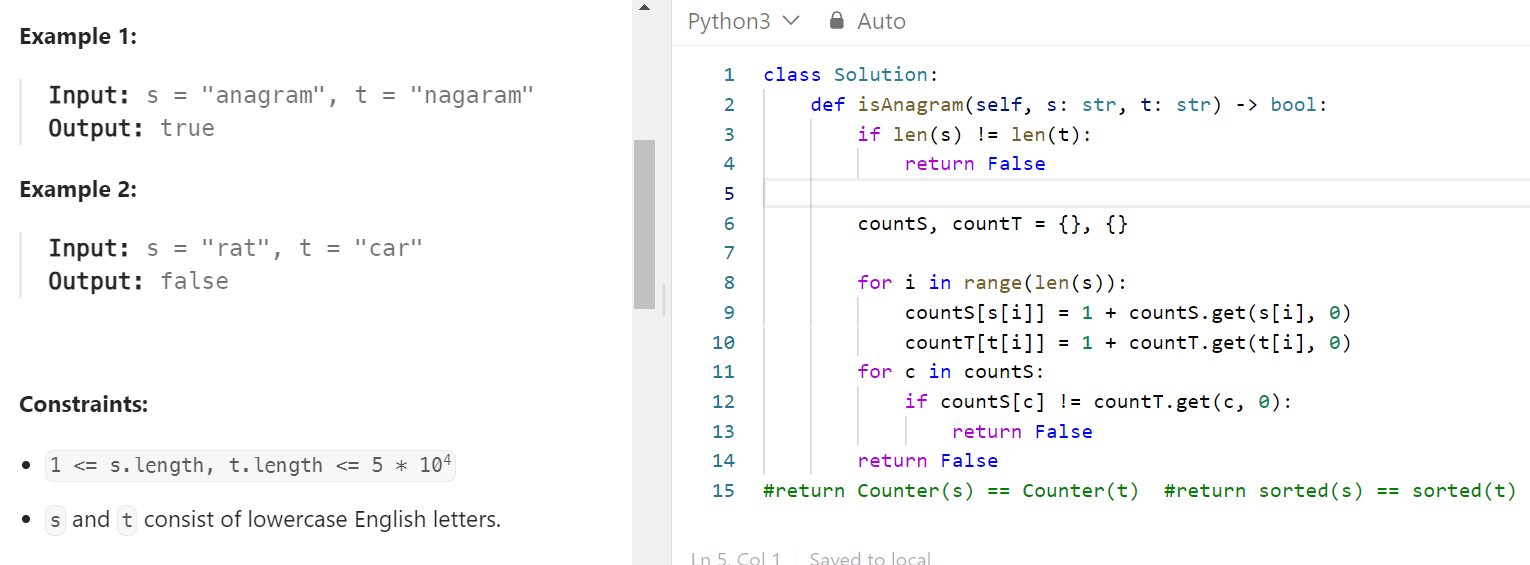 Example 1:
Input: s = "anagram", t = "nagaram"
Output: true
Example 2:
Input: s = "rat", t = "car"
Output: false
Constraints:
1 <= s.length, t.length <= 5 * 10⁴
s and t consist of lowercase English letters.
Python3 Auto
1 class Solution:
2 def isAnagram(self, s: str, t: str) -> bool:
3 if len(s) != len(t):
4 return False
5
6 countS, countT = {}, {}
7
8 for i in range(len(s)):
9 countS[s[i]] = 1 + countS.get(s[i], 0)
10 countT[t[i]] = 1 + countT.get(t[i], 0)
11 for c in countS:
12 if countS[c] != countT.get(c, 0):
13 return False
14 return False
15 #return Counter(s) == Counter(t)  #return sorted(s) == sorted(t)
Ln 5, Col 1 Saved to local